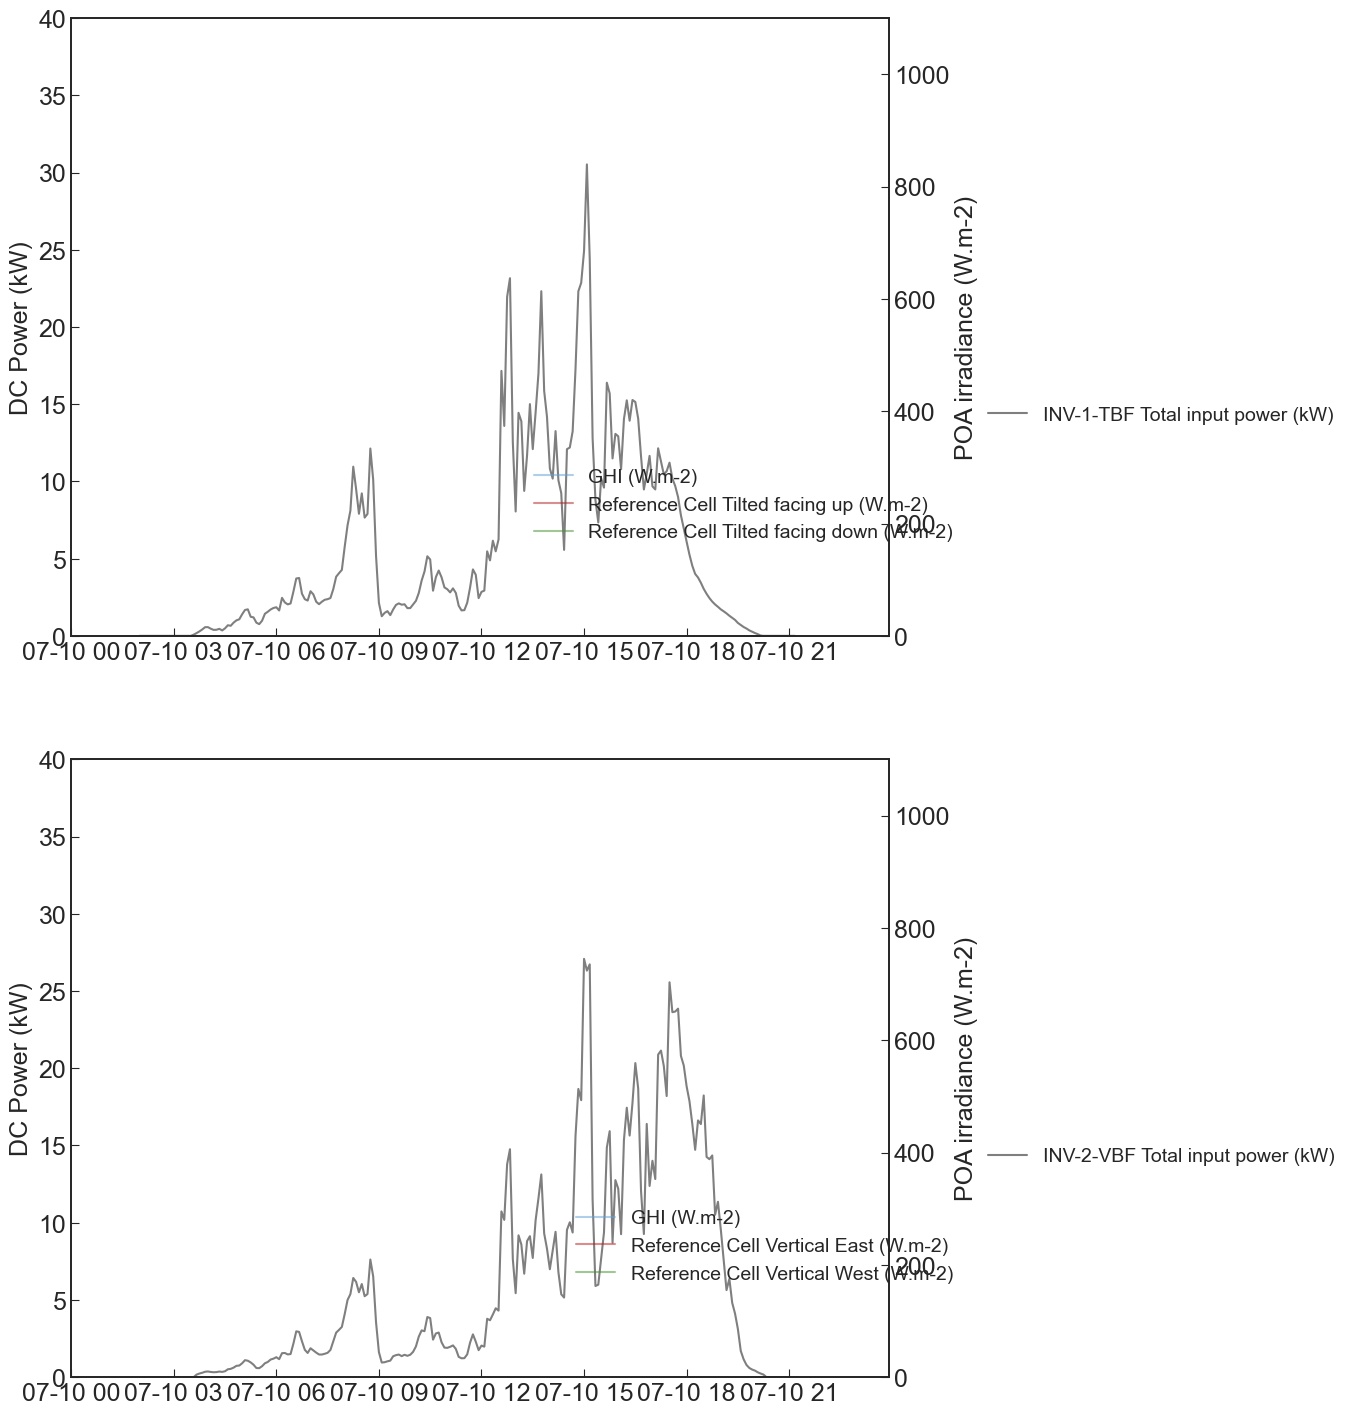 40
35
30
25
20
15
10
5
0
DC Power (kW)
1000
800
600
400
200
0
POA irradiance (W.m-2)
INV-1-TBF Total input power (kW)
GHI (W.m-2)
Reference Cell Tilted facing up (W.m-2)
Reference Cell Tilted facing down (W.m-2)
07-10 00 07-10 03 07-10 06 07-10 09 07-10 12 07-10 15 07-10 18 07-10 21
40
35
30
25
20
15
10
5
0
DC Power (kW)
1000
800
600
400
200
0
POA irradiance (W.m-2)
INV-2-VBF Total input power (kW)
GHI (W.m-2)
Reference Cell Vertical East (W.m-2)
Reference Cell Vertical West (W.m-2)
07-10 00 07-10 03 07-10 06 07-10 09 07-10 12 07-10 15 07-10 18 07-10 21